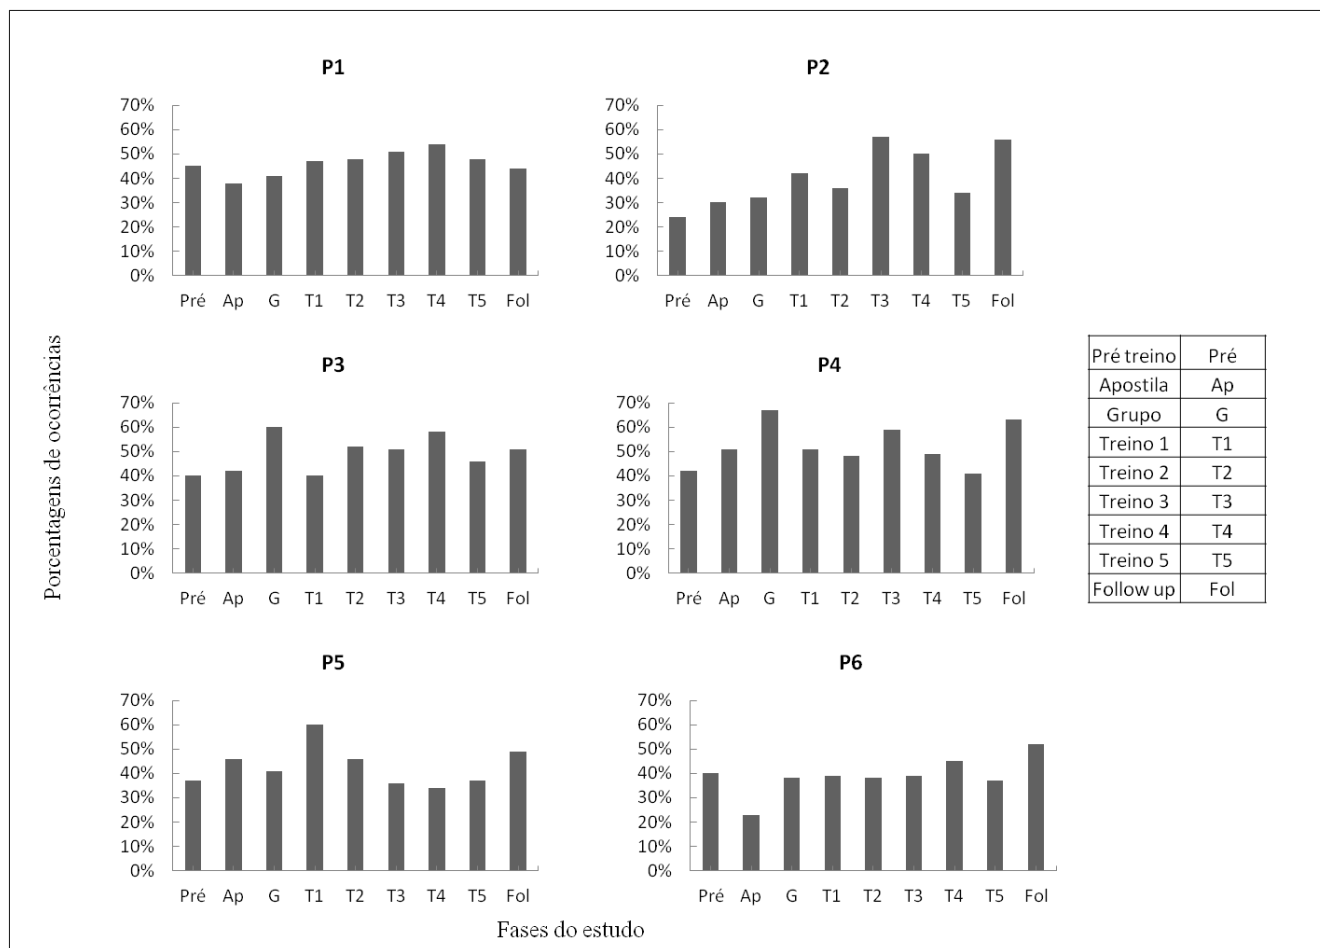 P1
70%
60%
50%
40%
30%
20%
10%
0%
Pré Ap G T1 T2 T3 T4 T5 Fol
P2
70%
60%
50%
40%
30%
20%
10%
0%
Pré Ap G T1 T2 T3 T4 T5 Fol
Porcentagens de ocorrências
P3
70%
60%
50%
40%
30%
20%
10%
0%
Pré Ap G T1 T2 T3 T4 T5 Fol
P4
70%
60%
50%
40%
30%
20%
10%
0%
Pré Ap G T1 T2 T3 T4 T5 Fol
Pré treino Pré
Apostila Ap
Grupo G
Treino 1 T1
Treino 2 T2
Treino 3 T3
Treino 4 T4
Treino 5 T5
Follow up Fol
P5
70%
60%
50%
40%
30%
20%
10%
0%
Pré Ap G T1 T2 T3 T4 T5 Fol
P6
70%
60%
50%
40%
30%
20%
10%
0%
Pré Ap G T1 T2 T3 T4 T5 Fol
Fases do estudo